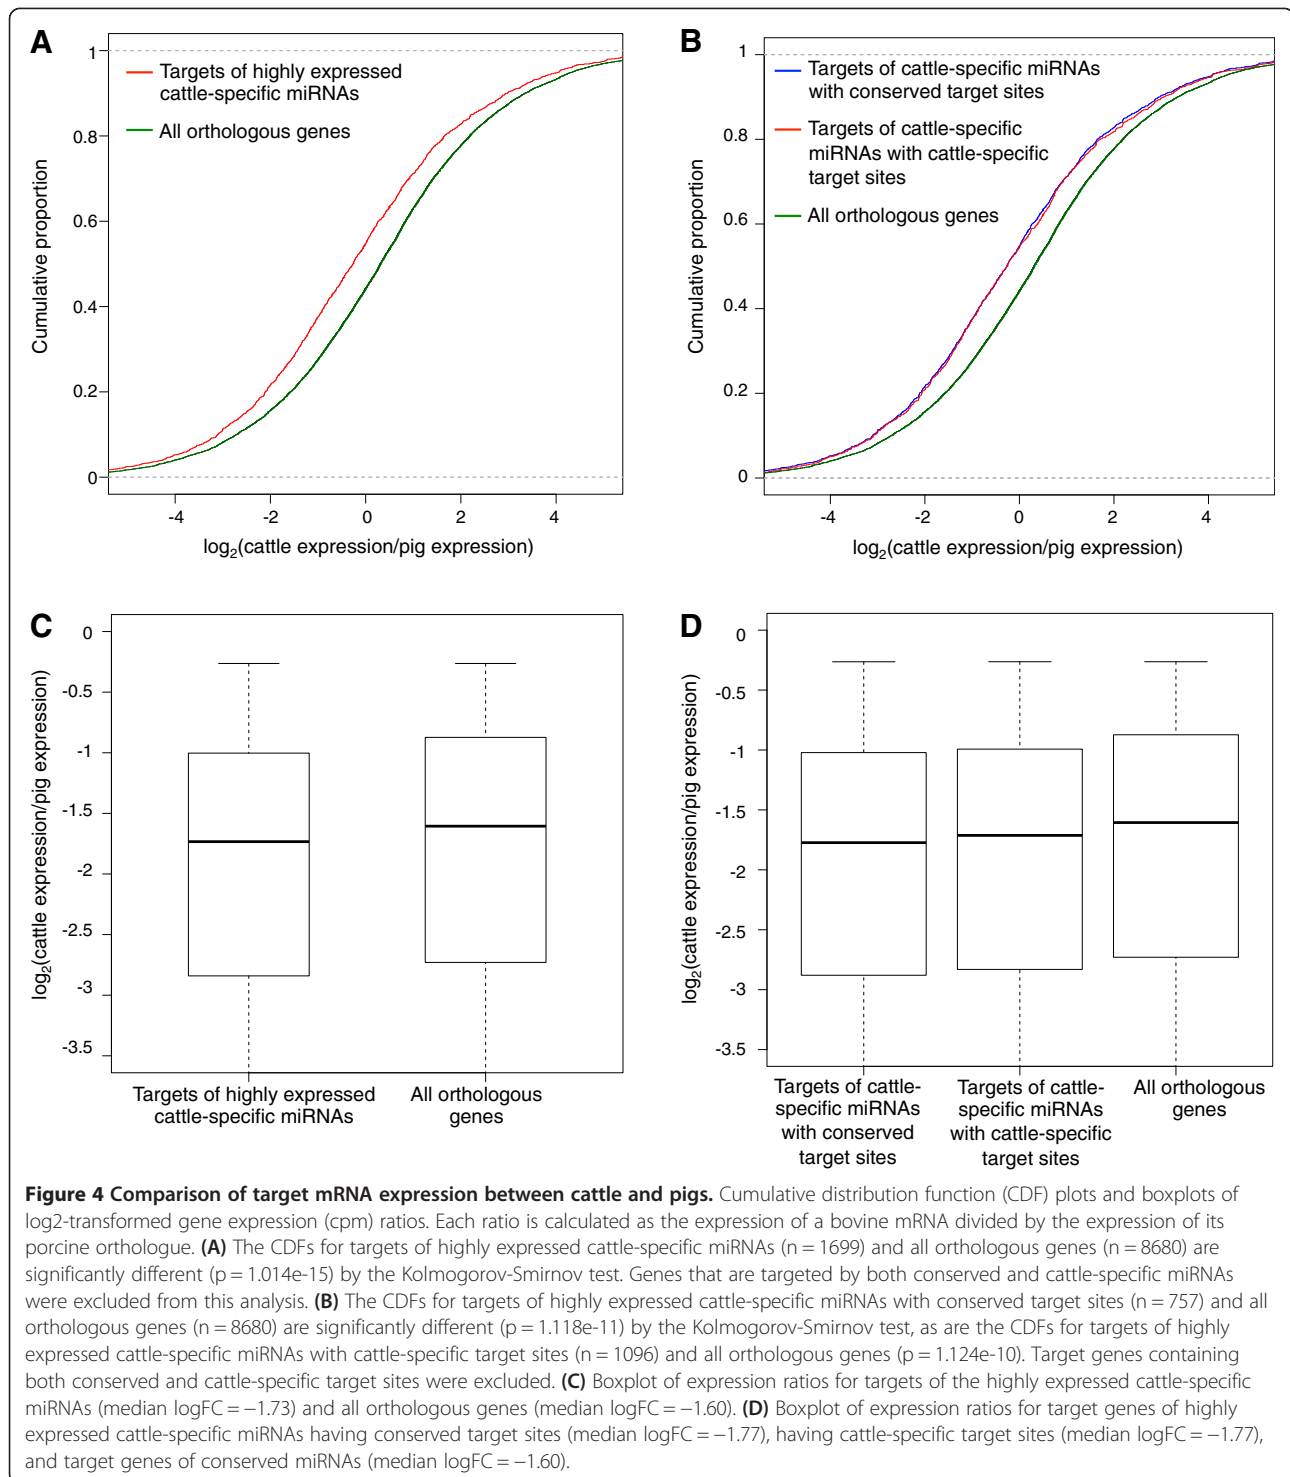 A
1
0.8
0.6
0.4
0.2
0
Cumulative proportion
Targets of highly expressed
cattle-specific miRNAs
All orthologous genes
-4 -2 0 2 4
log2(cattle expression/pig expression)
B
1
0.8
0.6
0.4
0.2
0
Cumulative proportion
Targets of cattle-specific miRNAs
with conserved target sites
Targets of cattle-specific
miRNAs with cattle-specific
target sites
All orthologous genes
-4 -2 0 2 4
log2(cattle expression/pig expression)
C
0
-0.5
-1
-1.5
-2
-2.5
-3
-3.5
log2(cattle expression/pig expression)
Targets of highly expressed
cattle-specific miRNAs
All orthologous
genes
D
0
-0.5
-1
-1.5
-2
-2.5
-3
-3.5
log2(cattle expression/pig expression)
Targets of cattle-
specific miRNAs
with conserved
target sites
Targets of cattle-
specific miRNAs
with cattle-specific
target sites
All orthologous
genes
Figure 4 Comparison of target mRNA expression between cattle and pigs. Cumulative distribution function (CDF) plots and boxplots of
log2-transformed gene expression (cpm) ratios. Each ratio is calculated as the expression of a bovine mRNA divided by the expression of its
porcine orthologue. (A) The CDFs for targets of highly expressed cattle-specific miRNAs (n = 1699) and all orthologous genes (n = 8680) are
significantly different (p = 1.014e-15) by the Kolmogorov-Smirnov test. Genes that are targeted by both conserved and cattle-specific miRNAs
were excluded from this analysis. (B) The CDFs for targets of highly expressed cattle-specific miRNAs with conserved target sites (n = 757) and all
orthologous genes (n = 8680) are significantly different (p = 1.118e-11) by the Kolmogorov-Smirnov test, as are the CDFs for targets of highly
expressed cattle-specific miRNAs with cattle-specific target sites (n = 1096) and all orthologous genes (p = 1.124e-10). Target genes containing
both conserved and cattle-specific target sites were excluded. (C) Boxplot of expression ratios for targets of the highly expressed cattle-specific
miRNAs (median logFC = −1.73) and all orthologous genes (median logFC = −1.60). (D) Boxplot of expression ratios for target genes of highly
expressed cattle-specific miRNAs having conserved target sites (median logFC = −1.77), having cattle-specific target sites (median logFC = −1.77),
and target genes of conserved miRNAs (median logFC = −1.60).